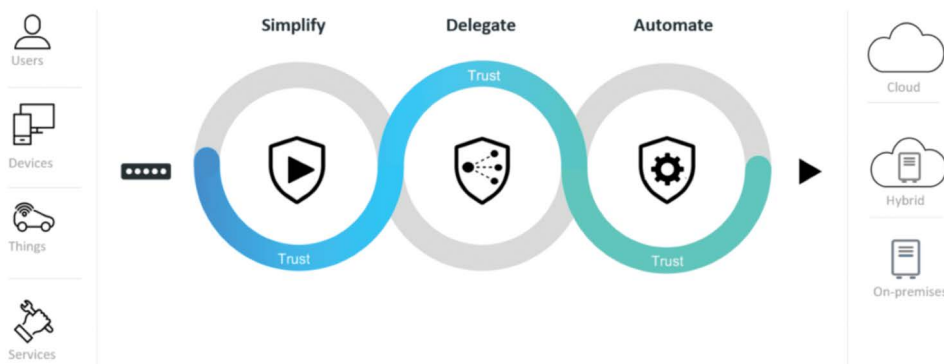 Simplify
Delegate
Automate
Users
Devices
Things
Services
Trust
Trust
Trust
Cloud
Hybrid
On-premises